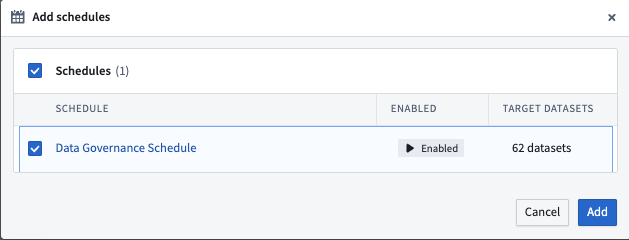 Add schedules
Schedules (1)
SCHEDULE ENABLED TARGET DATASETS
Data Governance Schedule Enabled 62 datasets
Cancel Add